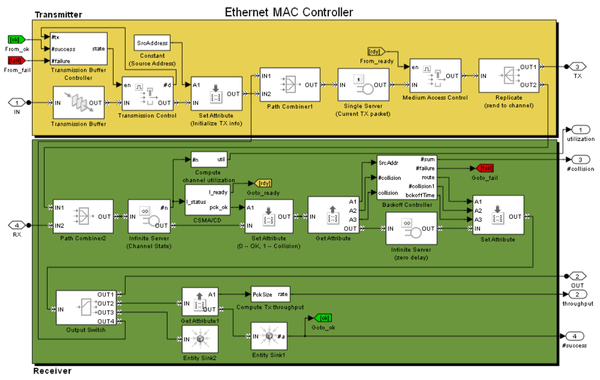 Ethernet MAC Controller
Transmitter
[ok]
From_ok
From_fail
#tx
#success
#failure
state
Transmission Buffer
Controller
SrcAddress
Constant
(Source Address)
1
IN
IN
OUT
Transmission Buffer
en
#d
IN
OUT
Transmission Control
A1
IN
OUT
Set Attribute
(Initialize TX info)
IN1
IN2
OUT
Path Combiner1
IN
OUT
Single Server
(Current TX packet)
[rdy]
From_ready
en
IN
OUT
Medium Access Control
IN
OUT1
OUT2
Replicate
(send to channel)
3
TX
1
utilization
3
#collision
#n
util
Compute
channel utilization
4
RX
IN1
IN2
OUT
Path Combiner2
#n
IN
OUT
Infinite Server
(Channel State)
I_status
I_ready
pck_ok
CSMA/CD
[rdy]
Goto_ready
A1
IN
OUT
Set Attribute
(0 -- OK, 1 -- Collision)
A1
A2
A3
IN
OUT
Get Attribute
SrcAddr
#collision
collision
#sum
#failure
route
#collision1
backoffTime
Backoff Controller
Goto_fail
IN
OUT
Infinite Server
(zero delay)
A1
A2
A3
IN
OUT
Set Attribute
2
OUT
2
throughput
4
#success
IN
OUT1
OUT2
OUT3
OUT4
Output Switch
A1
IN
OUT
Get Attribute1
PckSize
rate
Compute Tx throughput
IN
Entity Sink2
IN
#a
Entity Sink1
[ok]
Goto_ok
Receiver